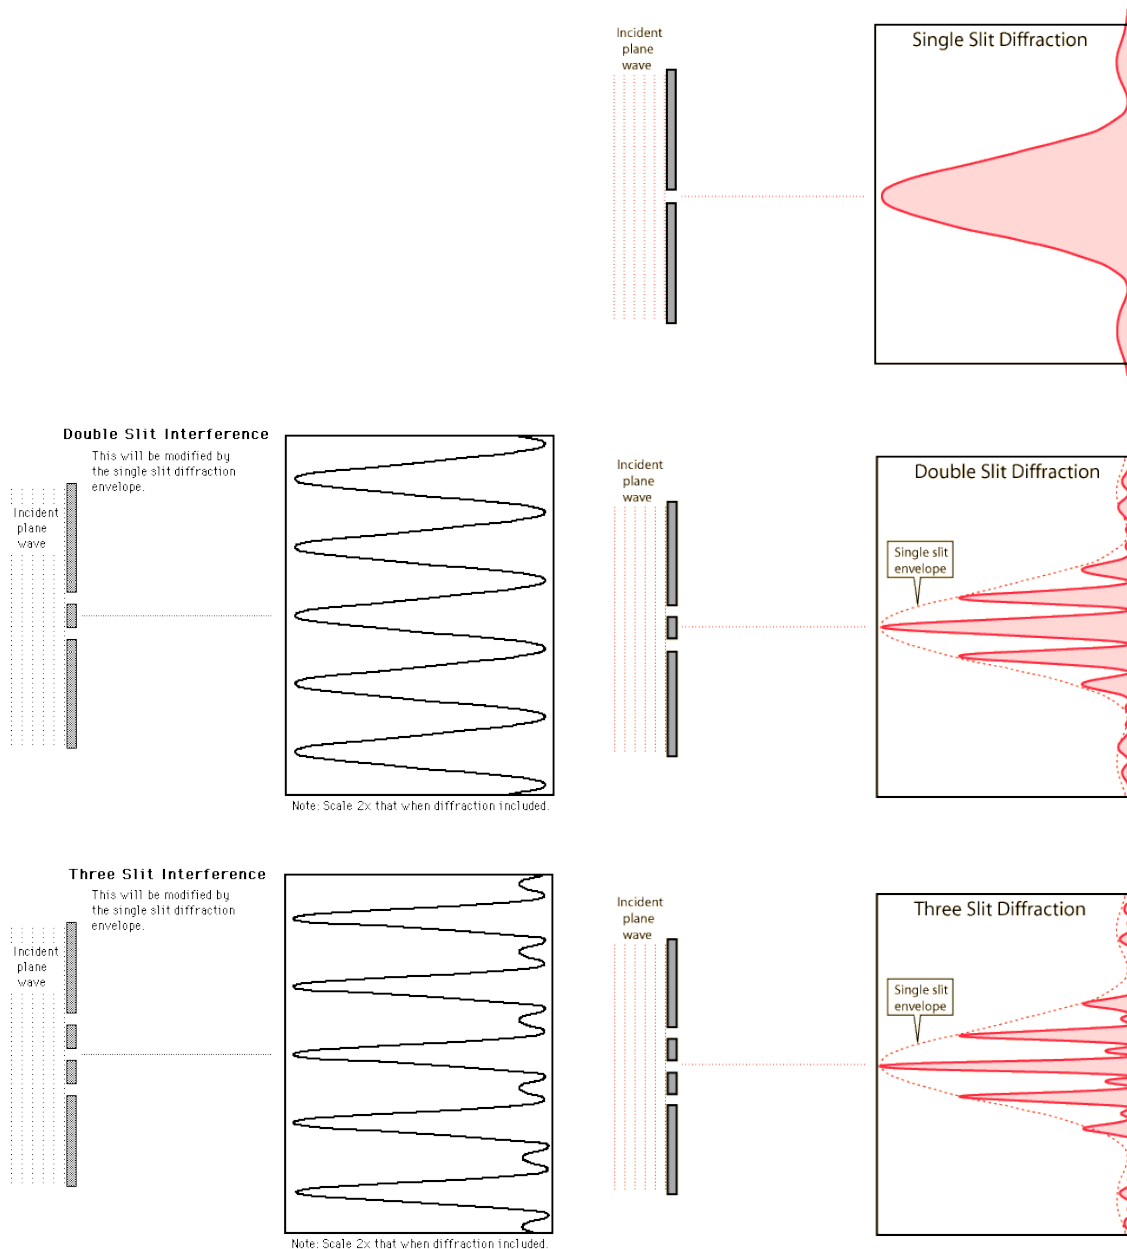 Incident
plane
wave
Single Slit Diffraction
Double Slit Interference
This will be modified by
the single slit diffraction
envelope.
Incident
plane
wave
Note: Scale 2x that when diffraction included.
Incident
plane
wave
Double Slit Diffraction
Single slit
envelope
Three Slit Interference
This will be modified by
the single slit diffraction
envelope.
Incident
plane
wave
Note: Scale 2x that when diffraction included.
Incident
plane
wave
Three Slit Diffraction
Single slit
envelope